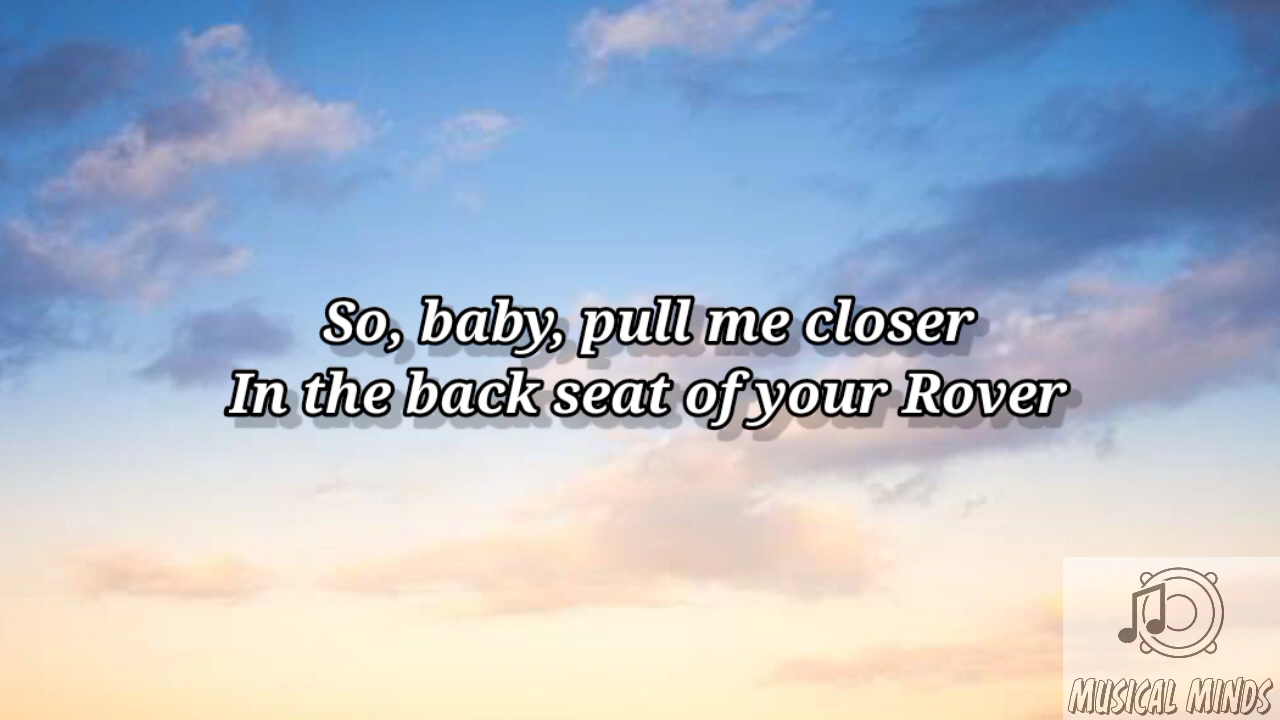 So, baby, pull me closer
In the back seat of your Rover
MUSICAL MINDS